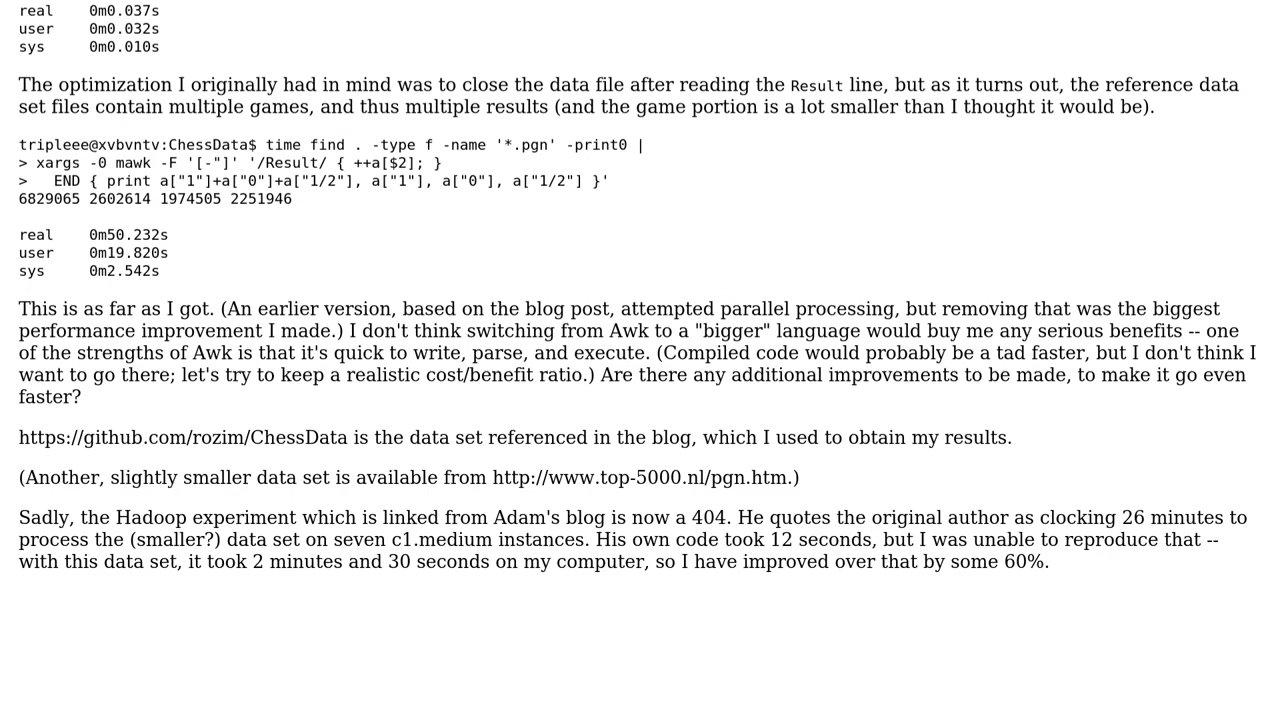 real    0m0.037s
user    0m0.032s
sys     0m0.010s
The optimization I originally had in mind was to close the data file after reading the Result line, but as it turns out, the reference data
set files contain multiple games, and thus multiple results (and the game portion is a lot smaller than I thought it would be).
tripleee@xvbvntv:ChessData$ time find . -type f -name '*.pgn' -print0 |
> xargs -0 mawk -F '[-"]' '/Result/ { ++a[$2]; }
>   END { print a["1"]+a["0"]+a["1/2"], a["1"], a["0"], a["1/2"] }'
6829065 2602614 1974505 2251946
real    0m50.232s
user    0m19.820s
sys     0m2.542s
This is as far as I got. (An earlier version, based on the blog post, attempted parallel processing, but removing that was the biggest
performance improvement I made.) I don't think switching from Awk to a "bigger" language would buy me any serious benefits -- one
of the strengths of Awk is that it's quick to write, parse, and execute. (Compiled code would probably be a tad faster, but I don't think I
want to go there; let's try to keep a realistic cost/benefit ratio.) Are there any additional improvements to be made, to make it go even
faster?
https://github.com/rozim/ChessData is the data set referenced in the blog, which I used to obtain my results.
(Another, slightly smaller data set is available from http://www.top-5000.nl/pgn.htm.)
Sadly, the Hadoop experiment which is linked from Adam's blog is now a 404. He quotes the original author as clocking 26 minutes to
process the (smaller?) data set on seven c1.medium instances. His own code took 12 seconds, but I was unable to reproduce that --
with this data set, it took 2 minutes and 30 seconds on my computer, so I have improved over that by some 60%.